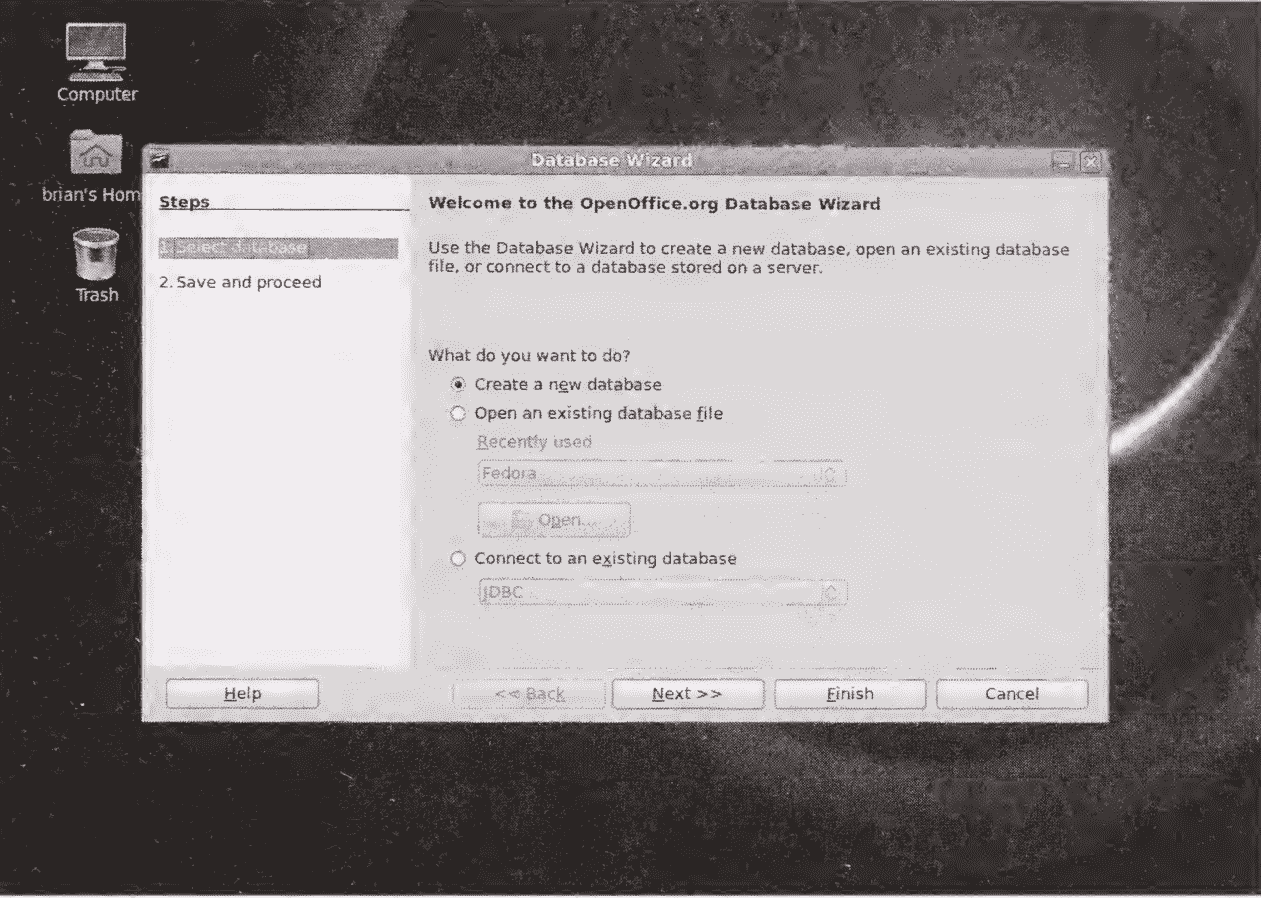 Computer
brian's Hom
Trash
Database Wizard
Steps
1. Select database
2. Save and proceed
Welcome to the OpenOffice.org Database Wizard
Use the Database Wizard to create a new database, open an existing database
file, or connect to a database stored on a server.
What do you want to do?
Create a new database
Open an existing database file
Recently used
Fedora
Open...
Connect to an existing database
JDBC
Help
<< Back
Next >>
Finish
Cancel